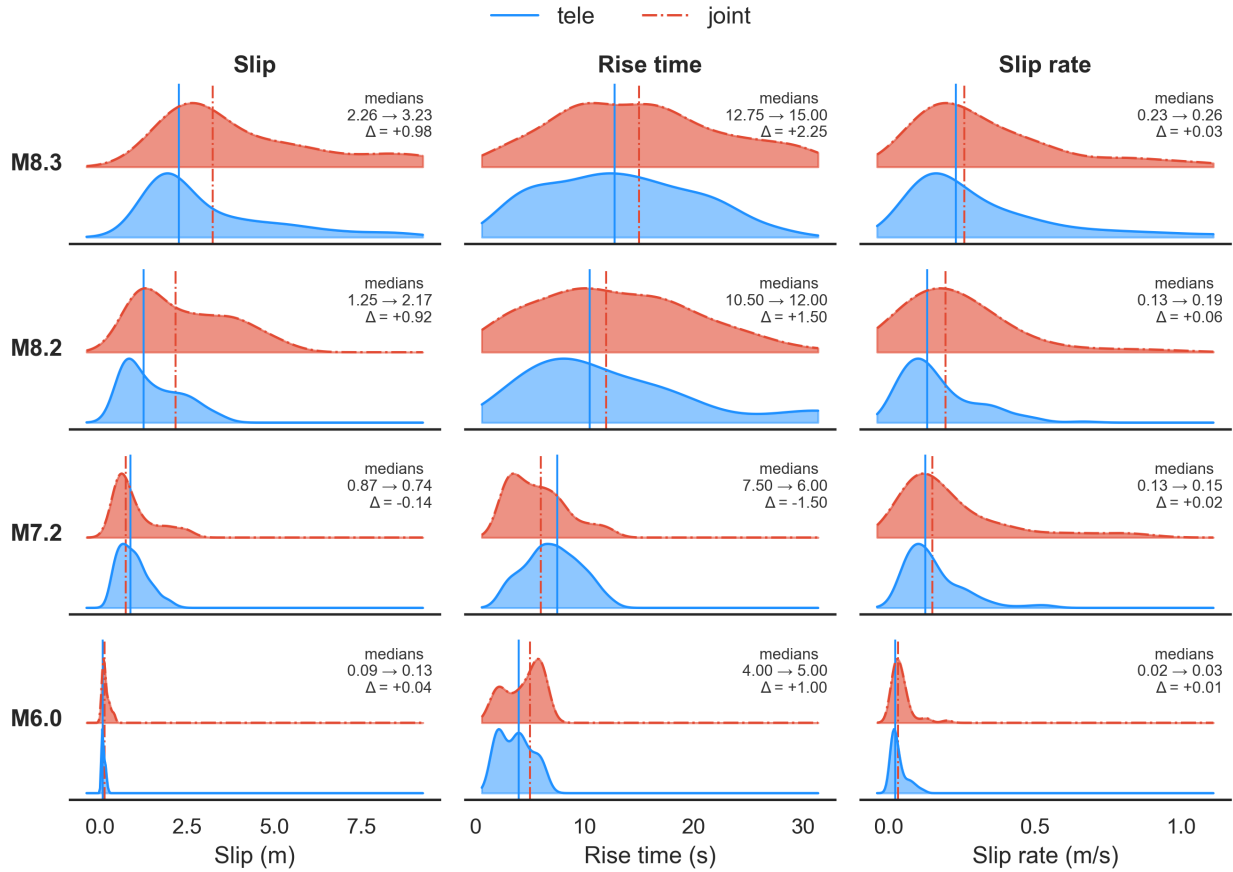 tele joint
Slip Rise time Slip rate
M8.3
medians
2.26 → 3.23
Δ = +0.98
medians
12.75 → 15.00
Δ = +2.25
medians
0.23 → 0.26
Δ = +0.03
M8.2
medians
1.25 → 2.17
Δ = +0.92
medians
10.50 → 12.00
Δ = +1.50
medians
0.13 → 0.19
Δ = +0.06
M7.2
medians
0.87 → 0.74
Δ = -0.14
medians
7.50 → 6.00
Δ = -1.50
medians
0.13 → 0.15
Δ = +0.02
M6.0
medians
0.09 → 0.13
Δ = +0.04
medians
4.00 → 5.00
Δ = +1.00
medians
0.02 → 0.03
Δ = +0.01
0.0 2.5 5.0 7.5
Slip (m)
0 10 20 30
Rise time (s)
0.0 0.5 1.0
Slip rate (m/s)